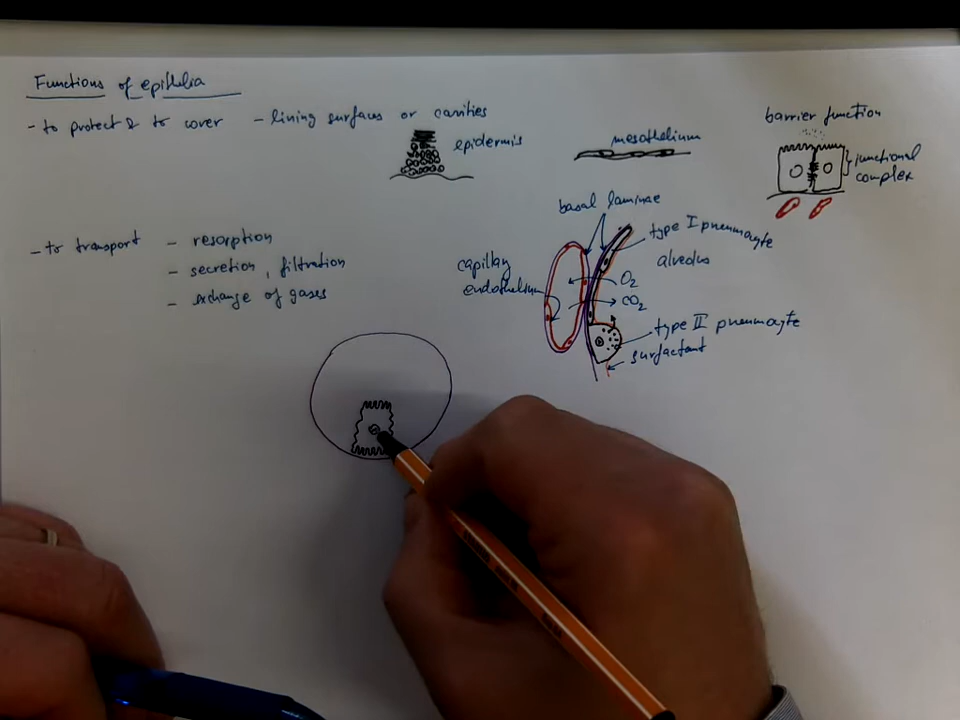 Functions of epithelia
- to protect & to cover - lining surfaces or cavities
epidermis
mesothelium
barrier function
junctional
complex
- to transport - resorption
- secretion, filtration
- exchange of gases
basal laminae
type I pneumocyte
alveolus
capillary
endothelium
O2
CO2
type II pneumocyte
surfactant